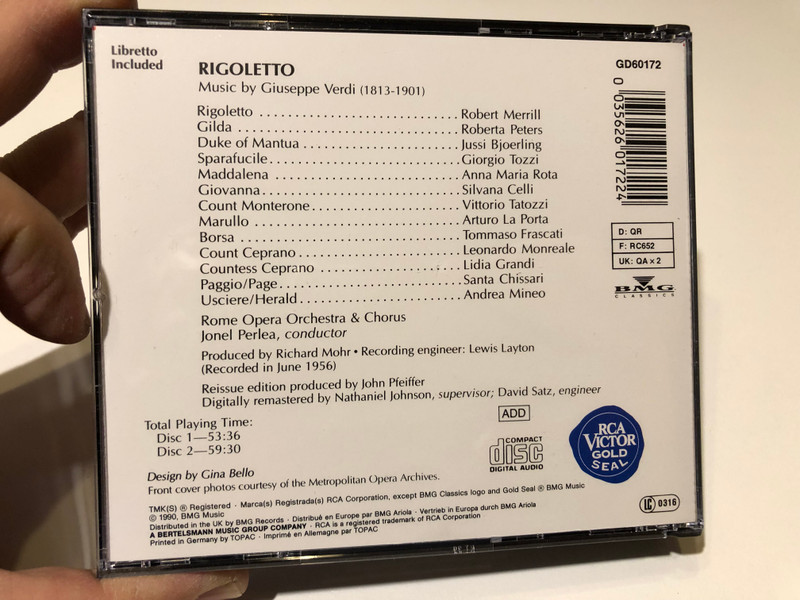 Libretto
Included
RIGOLETTO
Music by Giuseppe Verdi (1813-1901)
GD60172
Rigoletto . . . . . . . . . . . . . . . . . . . . . . . . . . Robert Merrill
Gilda . . . . . . . . . . . . . . . . . . . . . . . . . . . . . Roberta Peters
Duke of Mantua . . . . . . . . . . . . . . . . . . . . Jussi Bjoerling
Sparafucile . . . . . . . . . . . . . . . . . . . . . . . . Giorgio Tozzi
Maddalena . . . . . . . . . . . . . . . . . . . . . . . . Anna Maria Rota
Giovanna . . . . . . . . . . . . . . . . . . . . . . . . . Silvana Celli
Count Monterone . . . . . . . . . . . . . . . . . . . Vittorio Tatozzi
Marullo . . . . . . . . . . . . . . . . . . . . . . . . . . . Arturo La Porta
Borsa . . . . . . . . . . . . . . . . . . . . . . . . . . . . Tommaso Frascati
Count Ceprano . . . . . . . . . . . . . . . . . . . . . Leonardo Monreale
Countess Ceprano . . . . . . . . . . . . . . . . . . Lidia Grandi
Paggio/Page . . . . . . . . . . . . . . . . . . . . . . . Santa Chissari
Usciere/Herald . . . . . . . . . . . . . . . . . . . . . Andrea Mineo
0 035626 017224
D: QR
F: RC652
UK: QA x 2
BMG
CLASSICS
Rome Opera Orchestra & Chorus
Jonel Perlea, conductor
Produced by Richard Mohr • Recording engineer: Lewis Layton
(Recorded in June 1956)
Reissue edition produced by John Pfeiffer
Digitally remastered by Nathaniel Johnson, supervisor; David Satz, engineer
Total Playing Time:
Disc 1—53:36
Disc 2—59:30
ADD
COMPACT
disc
DIGITAL AUDIO
RCA
VICTOR
GOLD
SEAL
Design by Gina Bello
Front cover photos courtesy of the Metropolitan Opera Archives.
TMK(S) ® Registered • Marca(s) Registrada(s) RCA Corporation, except BMG Classics logo and Gold Seal ® BMG Music
© 1990, BMG Music
Distributed in the UK by BMG Records • Distribué en Europe par BMG Ariola • Vertrieb in Europa durch BMG Ariola
A BERTELSMANN MUSIC GROUP COMPANY • RCA is a registered trademark of RCA Corporation
Printed in Germany by TOPAC • Imprimé en Allemagne par TOPAC
LC 0316